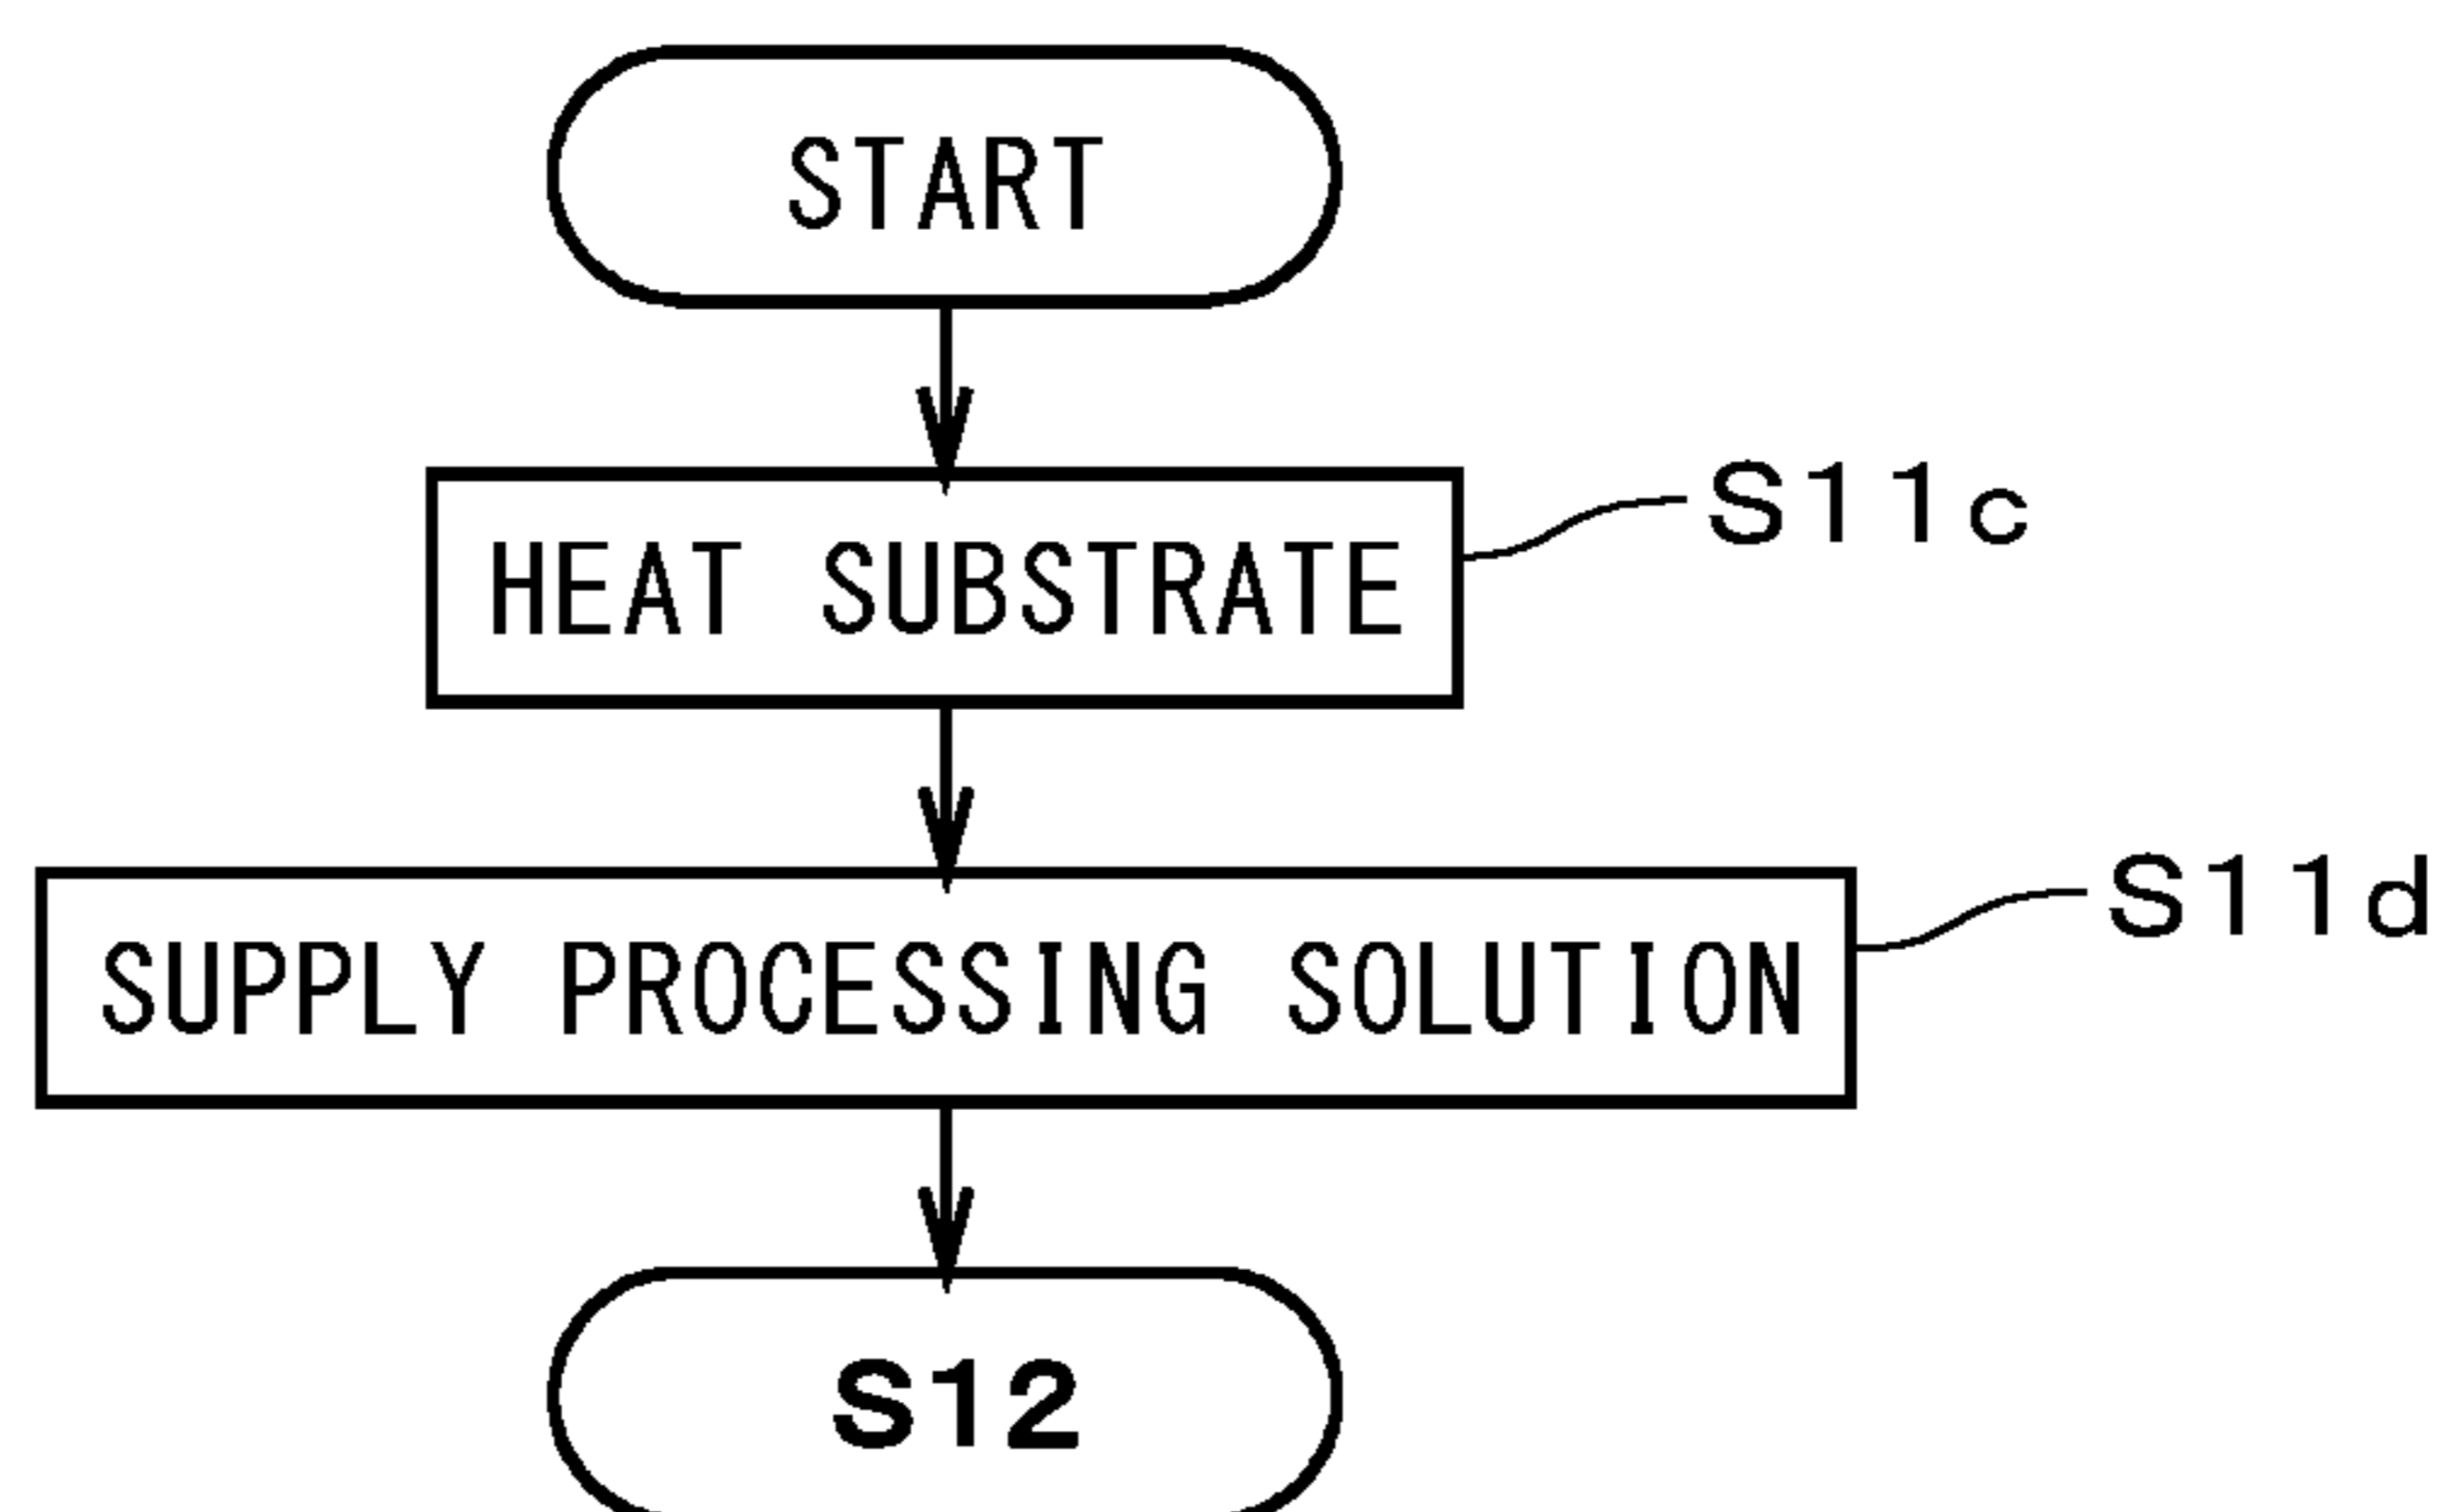 START
HEAT SUBSTRATE
S11c
SUPPLY PROCESSING SOLUTION
S11d
S12